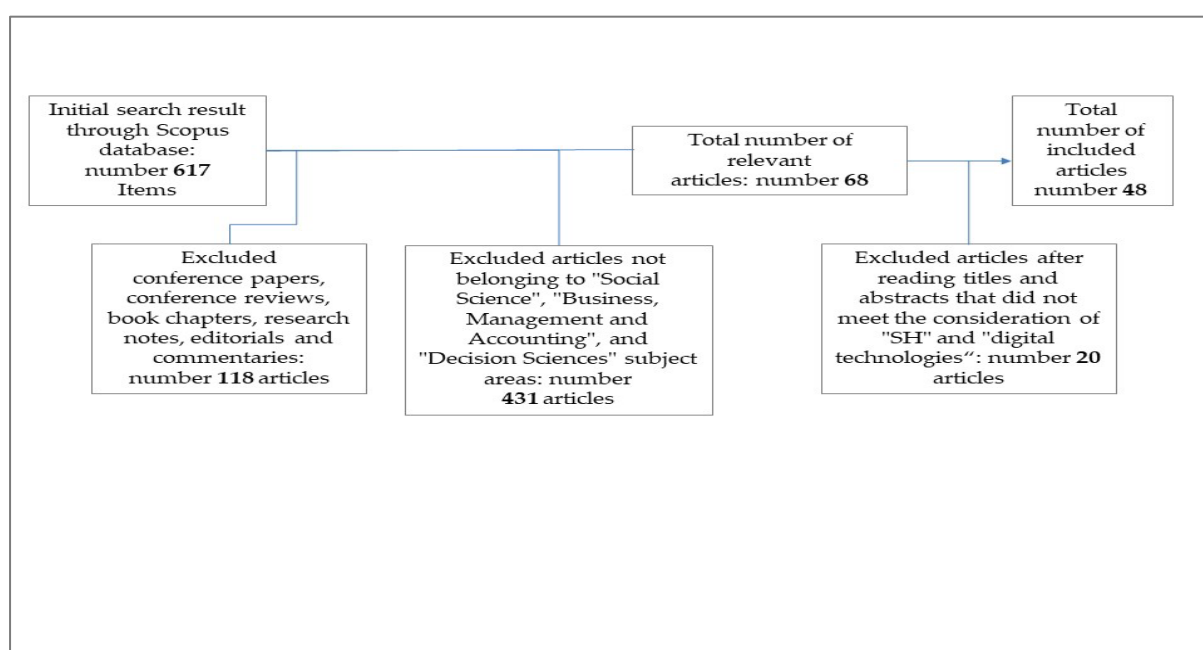 Initial search result
through Scopus
database:
number 617
Items
Total number of
relevant
articles: number 68
Total
number of
included
articles
number 48
Excluded
conference papers,
conference reviews,
book chapters, research
notes, editorials and
commentaries:
number 118 articles
Excluded articles not
belonging to "Social
Science", "Business,
Management and
Accounting", and
"Decision Sciences" subject
areas: number
431 articles
Excluded articles after
reading titles and
abstracts that did not
meet the consideration of
"SH" and "digital
technologies“: number 20
articles